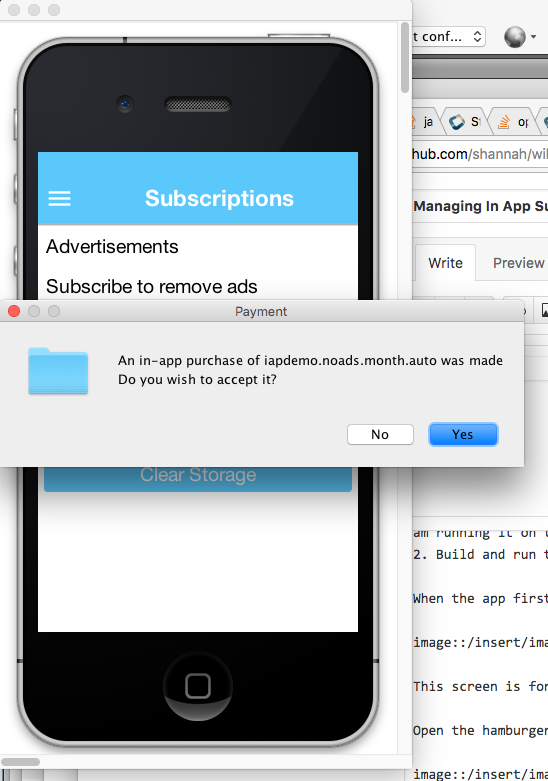 t conf...
ja
St
op
hub.com/shannah/wik
Subscriptions
Managing In App Su
Advertisements
Write
Preview
Subscribe to remove ads
Payment
An in-app purchase of iapdemo.noads.month.auto was made
Do you wish to accept it?
No
Yes
Clear Storage
am running it on t
2. Build and run t
When the app first
image::/insert/ima
This screen is for
Open the hamburger
image::/insert/ima